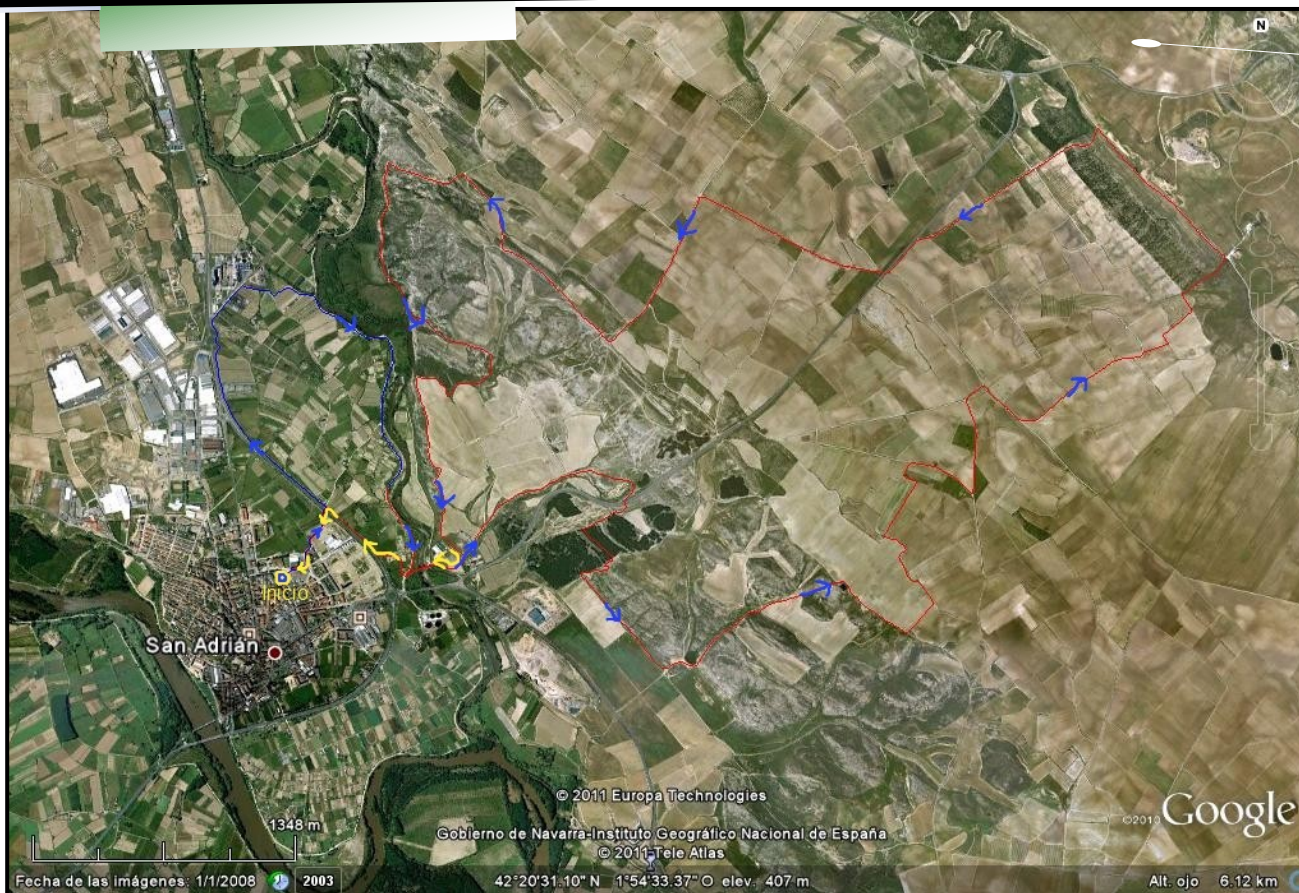 N
Inicio
San Adrián
© 2011 Europa Technologies
1348 m
Gobierno de Navarra-Instituto Geográfico Nacional de España
© 2011 Tele Atlas
©2010 Google
Fecha de las imágenes: 1/1/2008 2003 42°20'31.10" N 1°54'33.37" O elev. 407 m Alt. ojo 6.12 km